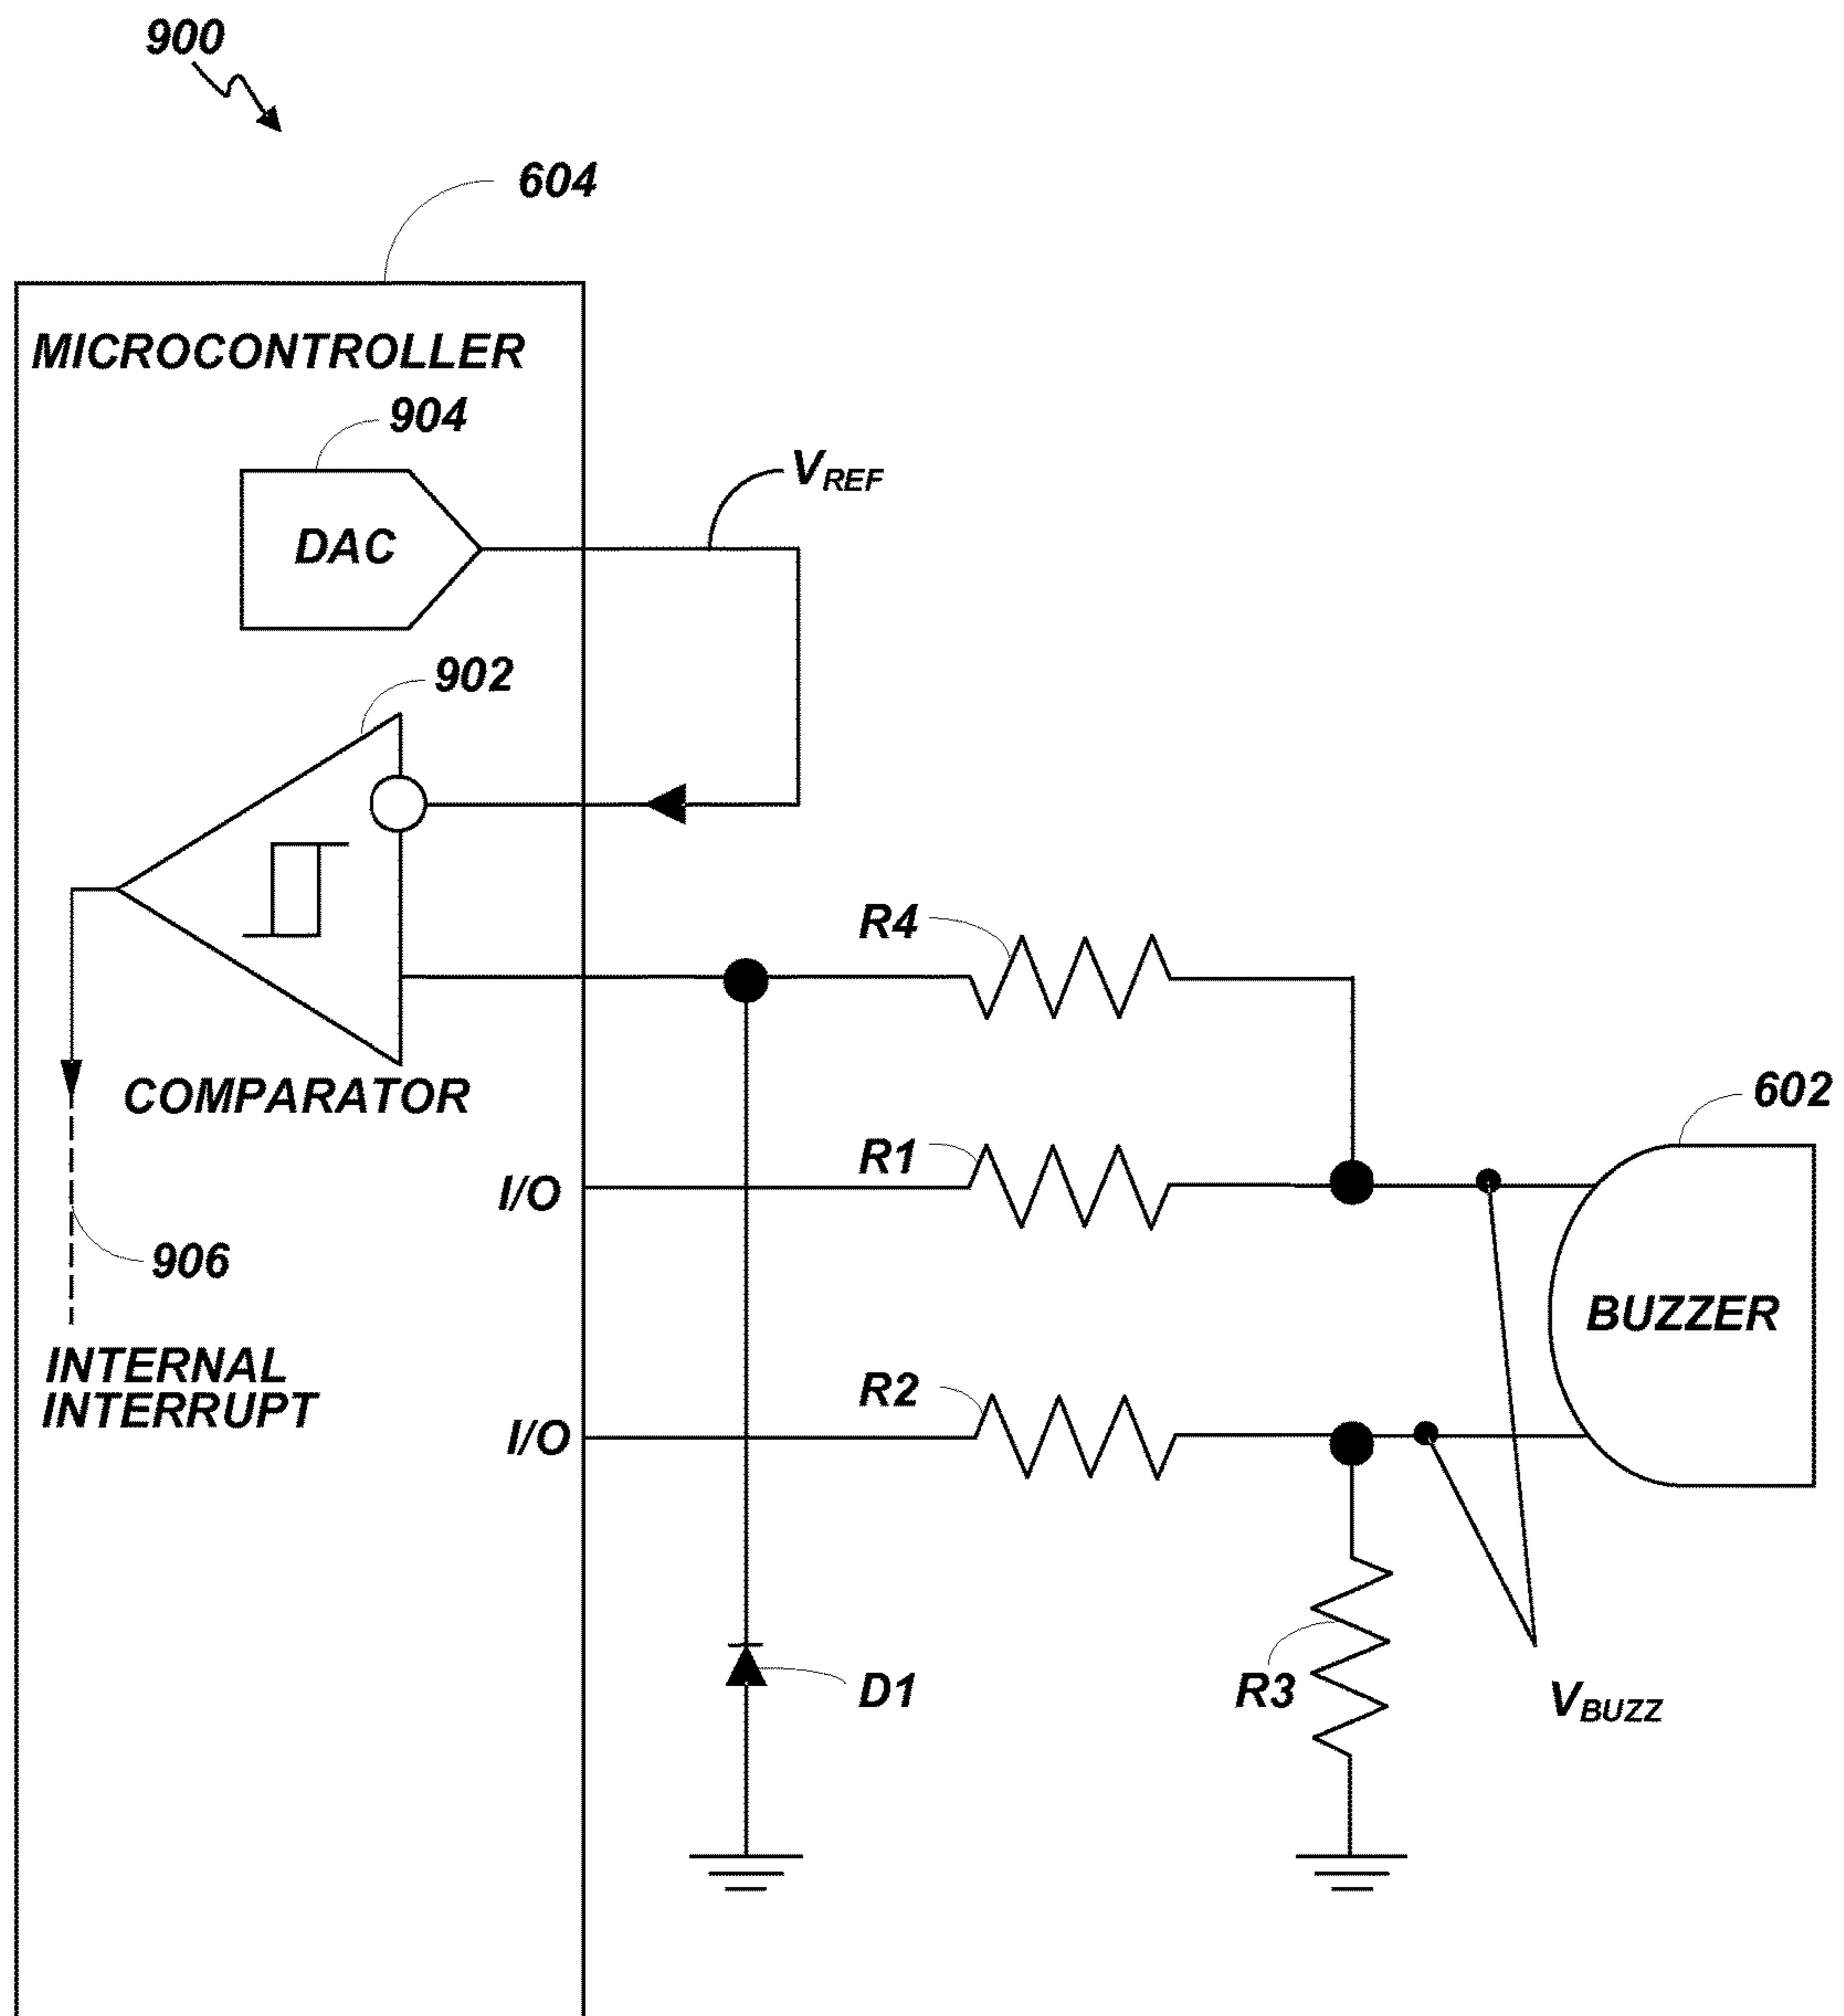 900
604
MICROCONTROLLER
904
DAC
VREF
902
R4
COMPARATOR
602
I/O
R1
906
BUZZER
INTERNAL
INTERRUPT
I/O
R2
D1
R3
VBUZZ